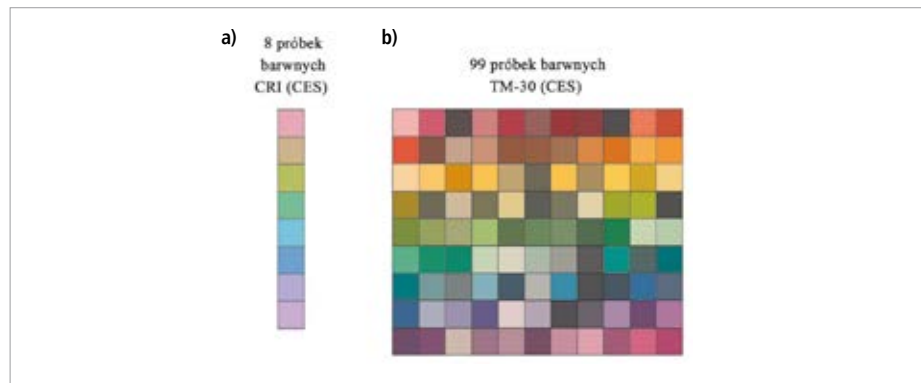 a)
8 próbek
barwnych
CRI (CES)
b)
99 próbek barwnych
TM-30 (CES)